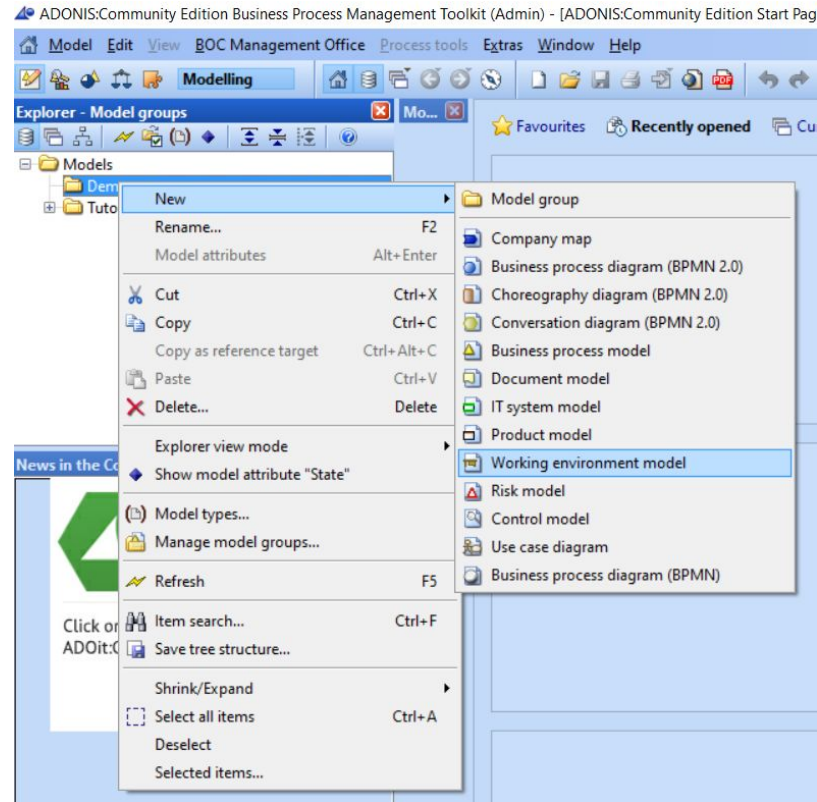 ADONIS:Community Edition Business Process Management Toolkit (Admin) - [ADONIS:Community Edition Start Pag
Model Edit View BOC Management Office Process tools Extras Window Help
Modelling
Explorer - Model groups
Mo...
Favourites Recently opened Cu
Models
Dem
Tuto
New
Rename... F2
Model attributes Alt+Enter
Cut Ctrl+X
Copy Ctrl+C
Copy as reference target Ctrl+Alt+C
Paste Ctrl+V
Delete... Delete
Explorer view mode
Show model attribute "State"
Model types...
Manage model groups...
Refresh F5
Item search... Ctrl+F
Save tree structure...
Shrink/Expand
Select all items Ctrl+A
Deselect
Selected items...
Model group
Company map
Business process diagram (BPMN 2.0)
Choreography diagram (BPMN 2.0)
Conversation diagram (BPMN 2.0)
Business process model
Document model
IT system model
Product model
Working environment model
Risk model
Control model
Use case diagram
Business process diagram (BPMN)
News in the Co
Click or
ADOit:C